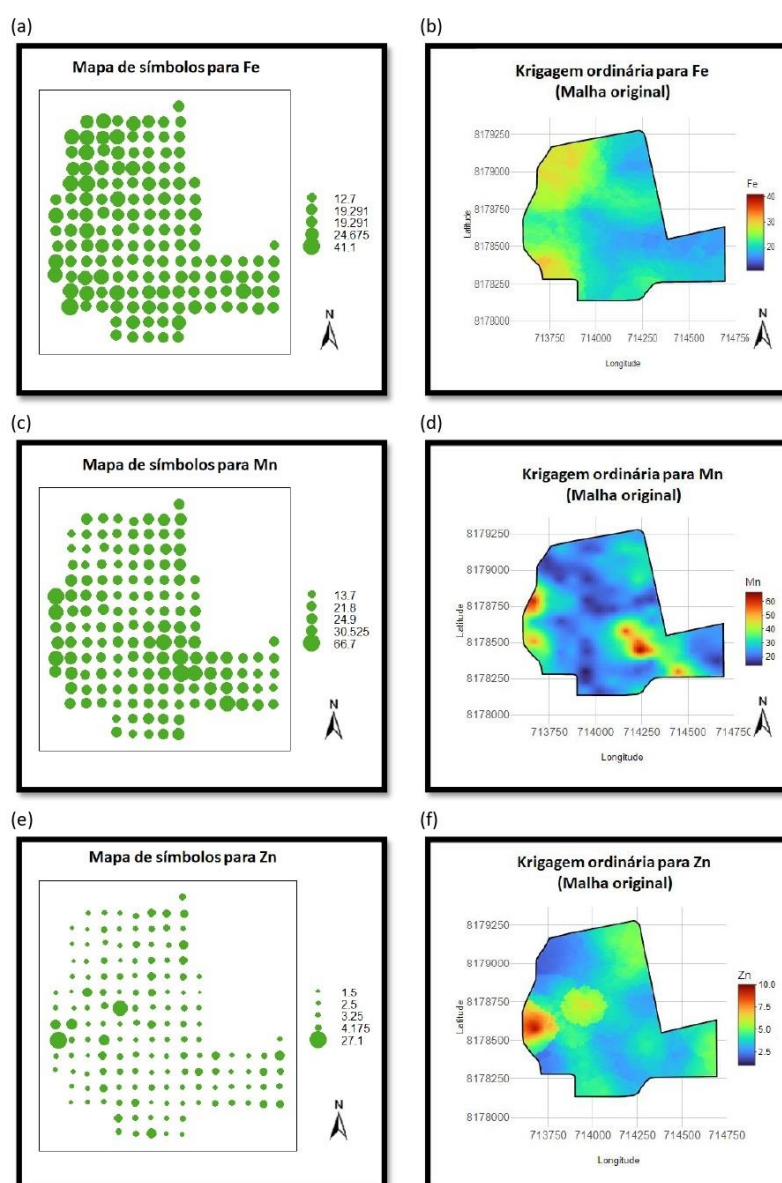 (a)
Mapa de símbolos para Fe
12.7
19.291
19.291
24.675
41.1
N
(b)
Krigagem ordinária para Fe
(Malha original)
8179250
8179000
8178750
8178500
8178250
8178000
Latitude
713750 714000 714250 714500 714750
Longitude
Fe
40
30
20
N
(c)
Mapa de símbolos para Mn
13.7
21.8
24.9
30.525
66.7
N
(d)
Krigagem ordinária para Mn
(Malha original)
8179250
8179000
8178750
8178500
8178250
8178000
Latitude
713750 714000 714250 714500 714750
Longitude
Mn
60
50
40
30
20
N
(e)
Mapa de símbolos para Zn
1.5
2.5
3.25
4.175
27.1
N
(f)
Krigagem ordinária para Zn
(Malha original)
8179250
8179000
8178750
8178500
8178250
8178000
Latitude
713750 714000 714250 714500 714750
Longitude
Zn
10.0
7.5
5.0
2.5
N